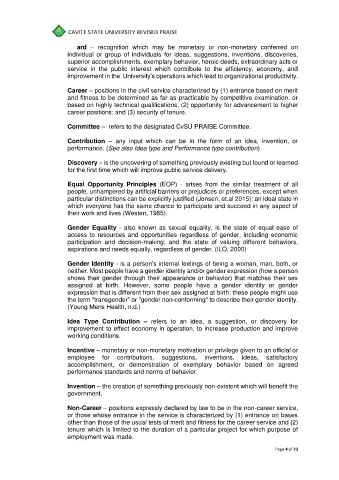 CAVITE STATE UNIVERSITY REVISED PRAISE
ard – recognition which may be monetary or non-monetary conferred on
individual or group of individuals for ideas, suggestions, inventions, discoveries,
superior accomplishments, exemplary behavior, heroic deeds, extraordinary acts or
service in the public interest which contribute to the efficiency, economy, and
improvement in the University's operations which lead to organizational productivity.
Career – positions in the civil service characterized by (1) entrance based on merit
and fitness to be determined as far as practicable by competitive examination, or
based on highly technical qualifications; (2) opportunity for advancement to higher
career positions; and (3) security of tenure.
Committee – refers to the designated CvSU PRAISE Committee.
Contribution – any input which can be in the form of an idea, invention, or
performance. (See also Idea type and Performance type contribution)
Discovery – is the uncovering of something previously existing but found or learned
for the first time which will improve public service delivery.
Equal Opportunity Principles (EOP) - arises from the similar treatment of all
people, unhampered by artificial barriers or prejudices or preferences, except when
particular distinctions can be explicitly justified (Jonsen, et.al 2015); an ideal state in
which everyone has the same chance to participate and succeed in any aspect of
their work and lives (Westen, 1985).
Gender Equality - also known as sexual equality, is the state of equal ease of
access to resources and opportunities regardless of gender, including economic
participation and decision-making; and the state of valuing different behaviors,
aspirations and needs equally, regardless of gender. (ILO, 2000)
Gender Identity - is a person's internal feelings of being a woman, man, both, or
neither. Most people have a gender identity and/or gender expression (how a person
shows their gender through their appearance or behavior) that matches their sex
assigned at birth. However, some people have a gender identity or gender
expression that is different from their sex assigned at birth; these people might use
the term "transgender" or "gender non-conforming" to describe their gender identity.
(Young Mens Health, n.d.)
Idea Type Contribution – refers to an idea, a suggestion, or discovery for
improvement to effect economy in operation, to increase production and improve
working conditions.
Incentive – monetary or non-monetary motivation or privilege given to an official or
employee for contributions, suggestions, inventions, ideas, satisfactory
accomplishment, or demonstration of exemplary behavior based on agreed
performance standards and norms of behavior.
Invention – the creation of something previously non-existent which will benefit the
government.
Non-Career – positions expressly declared by law to be in the non-career service,
or those whose entrance in the service is characterized by (1) entrance on bases
other than those of the usual tests of merit and fitness for the career service and (2)
tenure which is limited to the duration of a particular project for which purpose of
employment was made.
Page 4 of 23